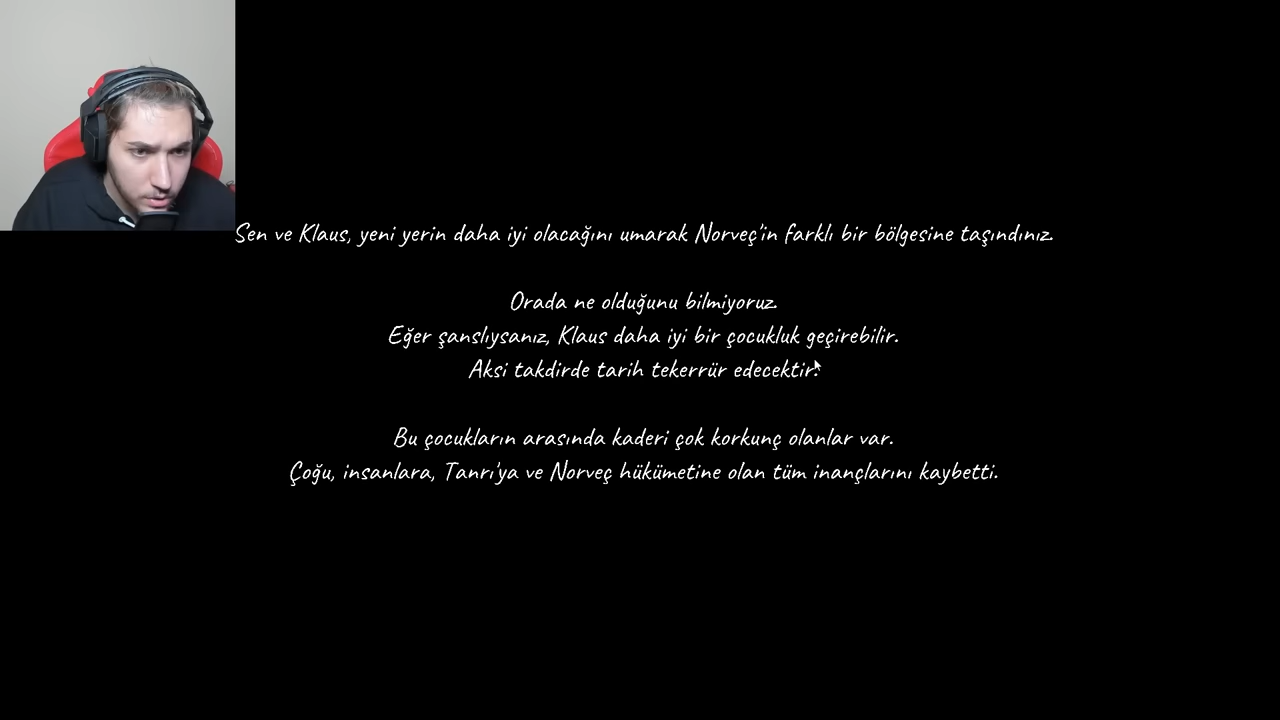 Sen ve Klaus, yeni yerin daha iyi olacağını umarak Norveç'in farklı bir bölgesine taşındınız.
Orada ne olduğunu bilmiyoruz.
Eğer şanslıysanız, Klaus daha iyi bir çocukluk geçirebilir.
Aksi takdirde tarih tekerrür edecektir.
Bu çocukların arasında kaderi çok korkunç olanlar var.
Çoğu, insanlara, Tanrı'ya ve Norveç hükümetine olan tüm inançlarını kaybetti.